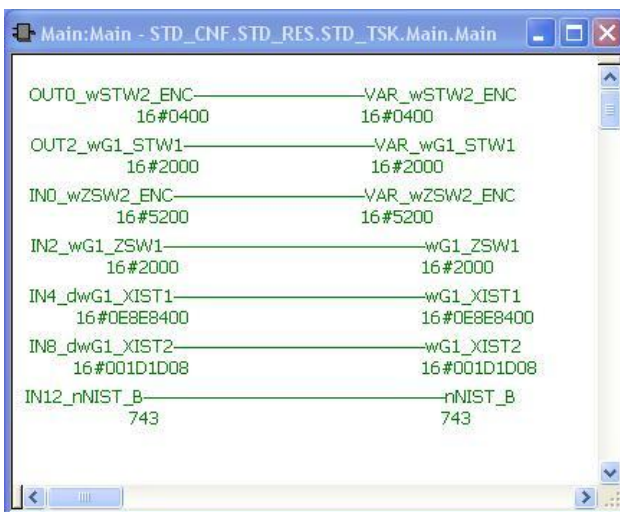 Main:Main - STD_CNF.STD_RES.STD_TSK.Main.Main
OUT0_wSTW2_ENC VAR_wSTW2_ENC
16#0400 16#0400
OUT2_wG1_STW1 VAR_wG1_STW1
16#2000 16#2000
IN0_wZSW2_ENC VAR_wZSW2_ENC
16#5200 16#5200
IN2_wG1_ZSW1 wG1_ZSW1
16#2000 16#2000
IN4_dwG1_XIST1 wG1_XIST1
16#0E8E8400 16#0E8E8400
IN8_dwG1_XIST2 wG1_XIST2
16#001D1D08 16#001D1D08
IN12_nNIST_B nNIST_B
743 743